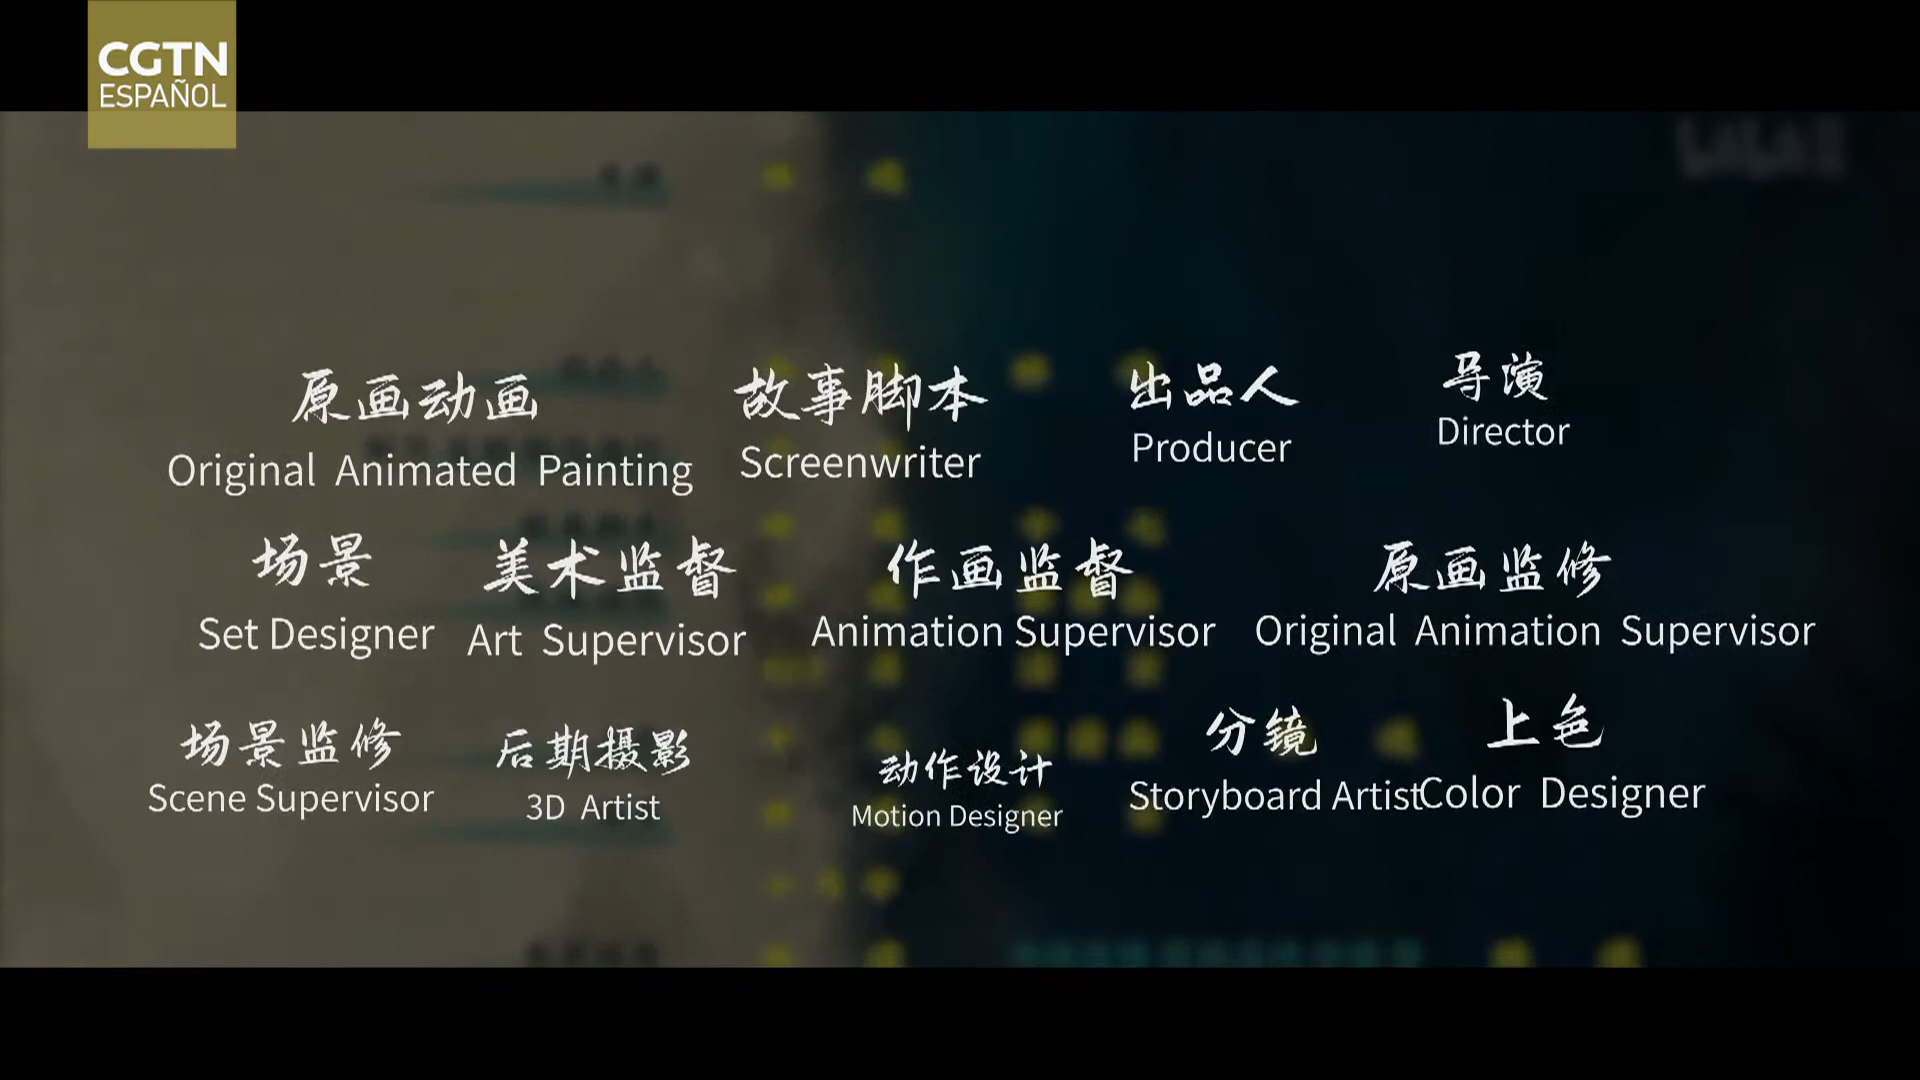 CGTN
ESPAÑOL
原画动画
Original Animated Painting
故事脚本
Screenwriter
出品人
Producer
导演
Director
场景
Set Designer
美术监督
Art Supervisor
作画监督
Animation Supervisor
原画监修
Original Animation Supervisor
场景监修
Scene Supervisor
后期摄影
3D Artist
动作设计
Motion Designer
分镜
Storyboard Artist
上色
Color Designer